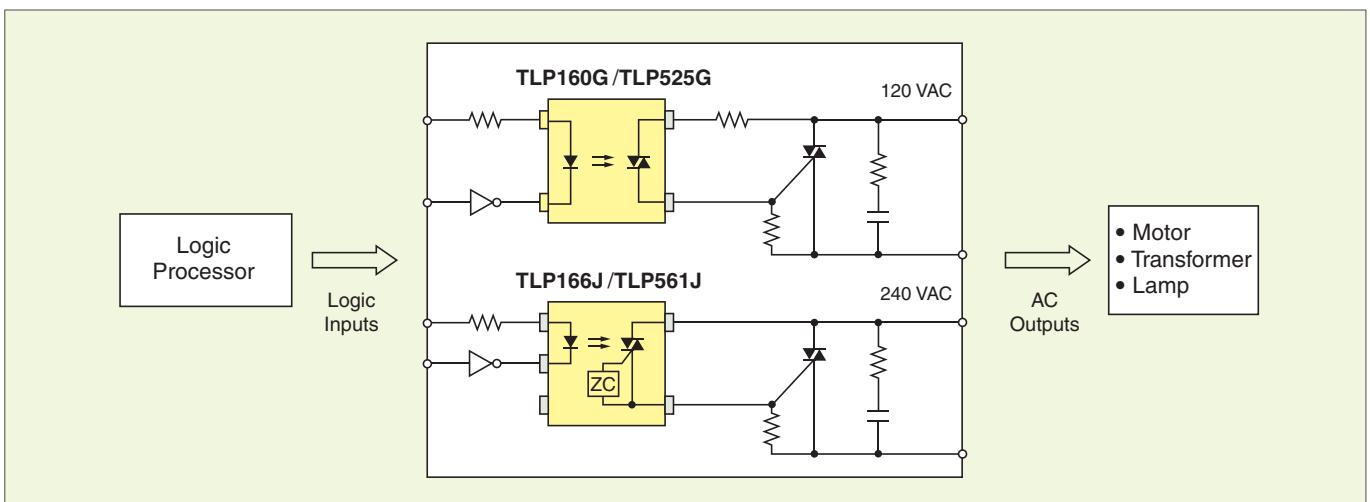 TLP160G/TLP525G
120 VAC
Logic
Processor
Logic
Inputs
TLP166J/TLP561J
240 VAC
ZC
AC
Outputs
• Motor
• Transformer
• Lamp